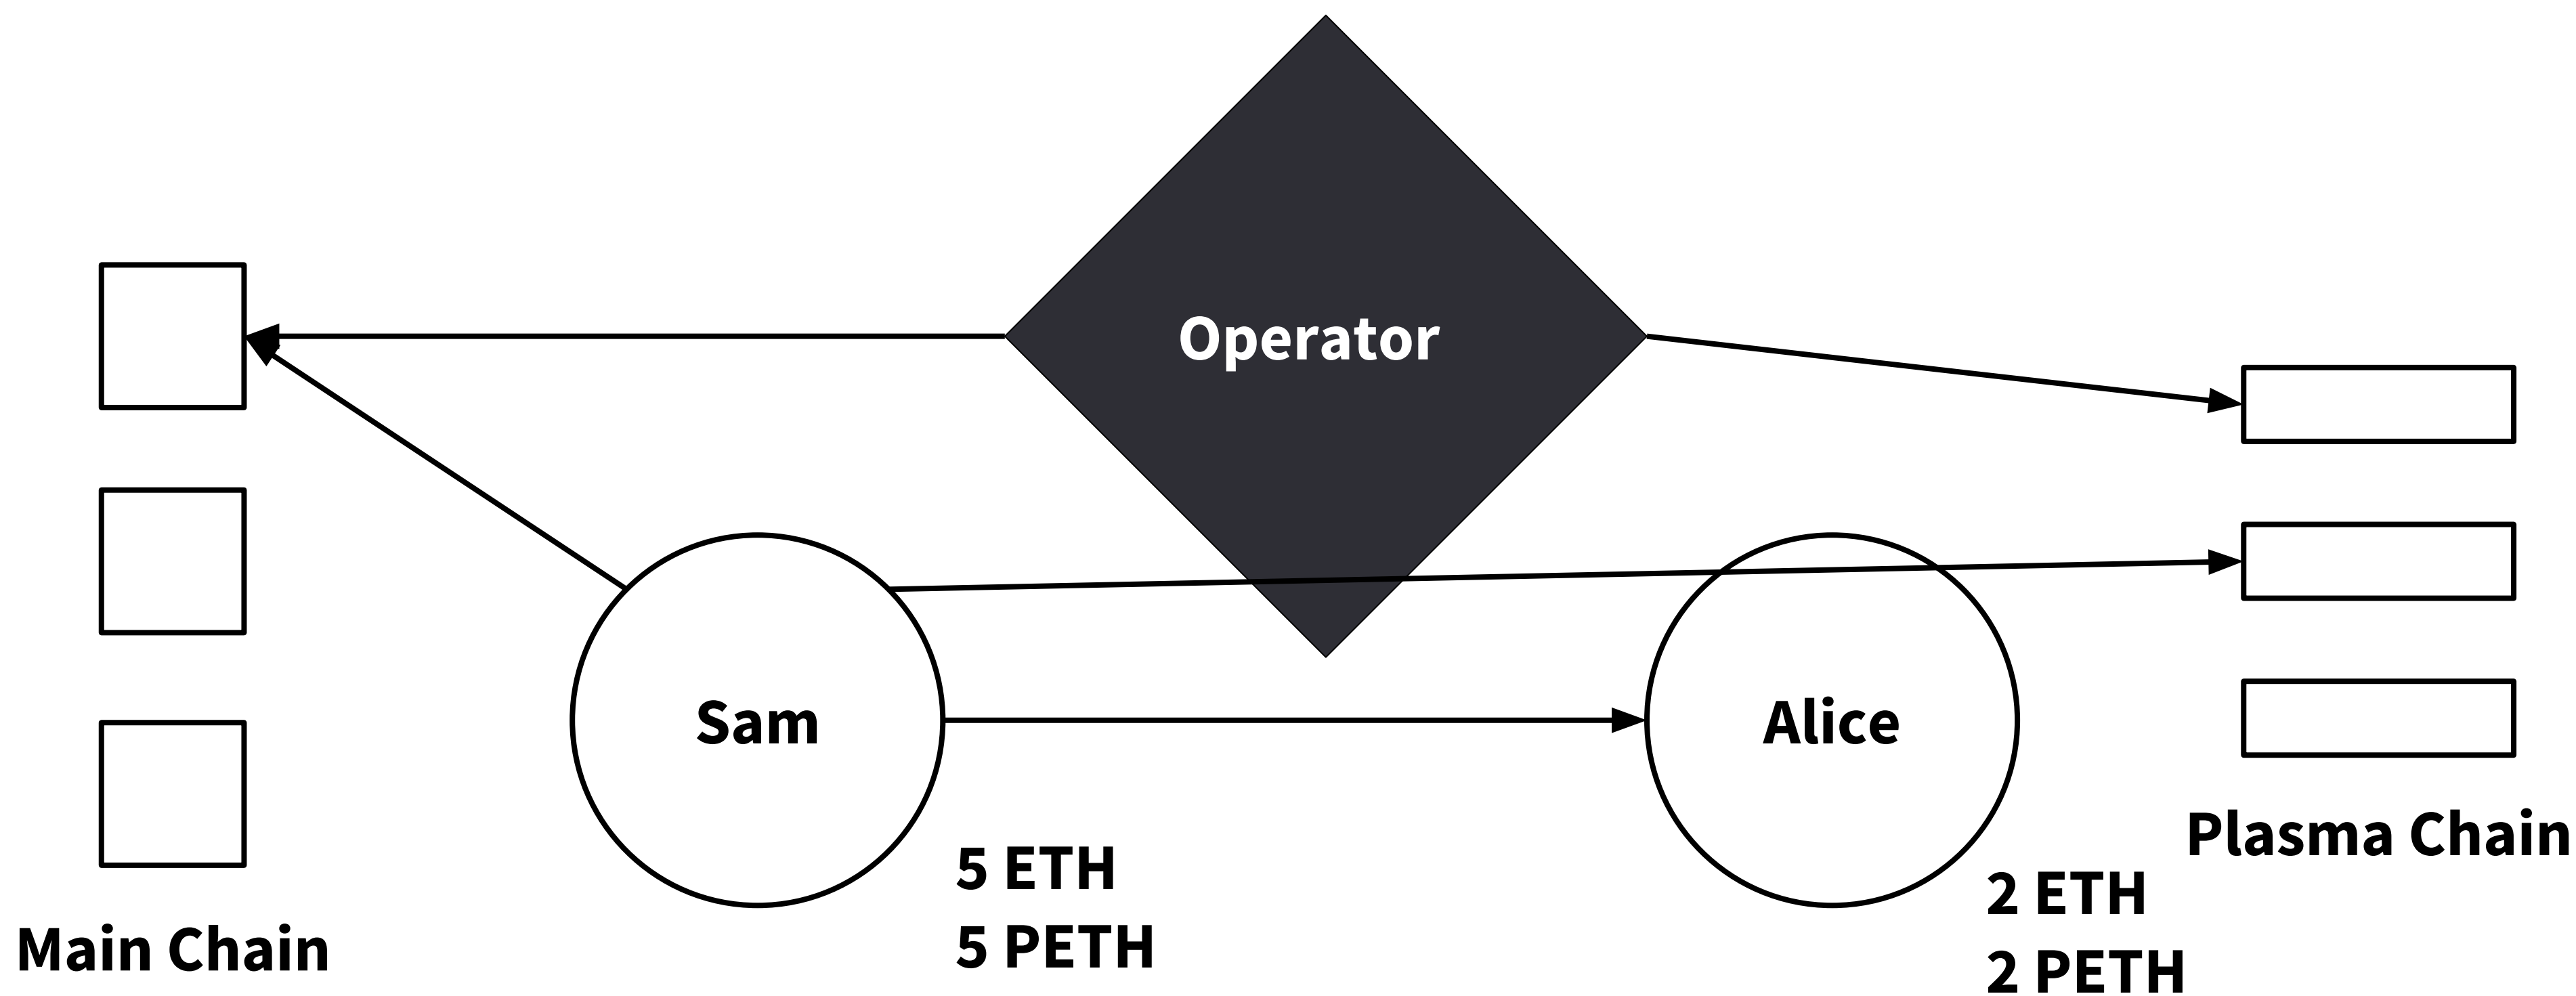 Operator
Sam
Alice
5 ETH
5 PETH
2 ETH
2 PETH
Main Chain
Plasma Chain